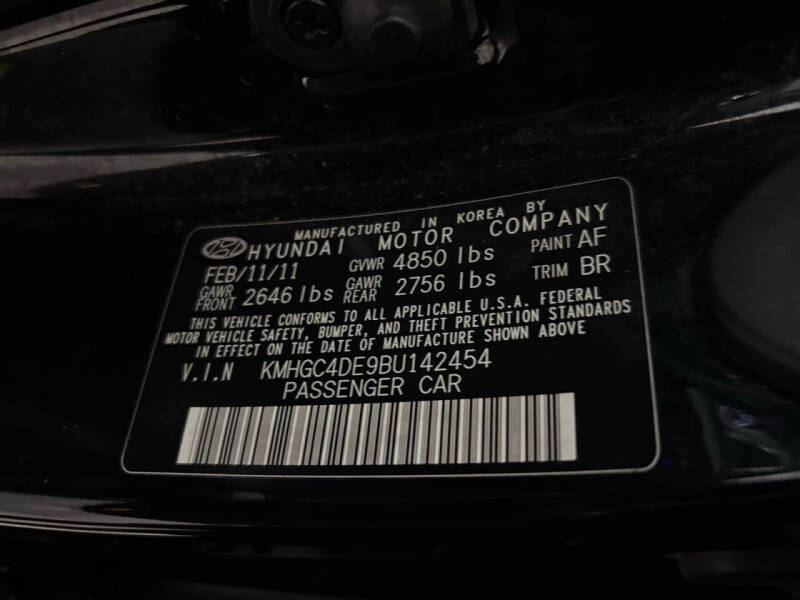 MANUFACTURED IN KOREA BY
HYUNDAI MOTOR COMPANY
FEB/11/11 GVWR 4850 lbs PAINT AF
GAWR FRONT 2646 lbs GAWR REAR 2756 lbs TRIM BR
THIS VEHICLE CONFORMS TO ALL APPLICABLE U.S.A. FEDERAL
MOTOR VEHICLE SAFETY, BUMPER, AND THEFT PREVENTION STANDARDS
IN EFFECT ON THE DATE OF MANUFACTURE SHOWN ABOVE
V.I.N KMHGC4DE9BU142454
PASSENGER CAR